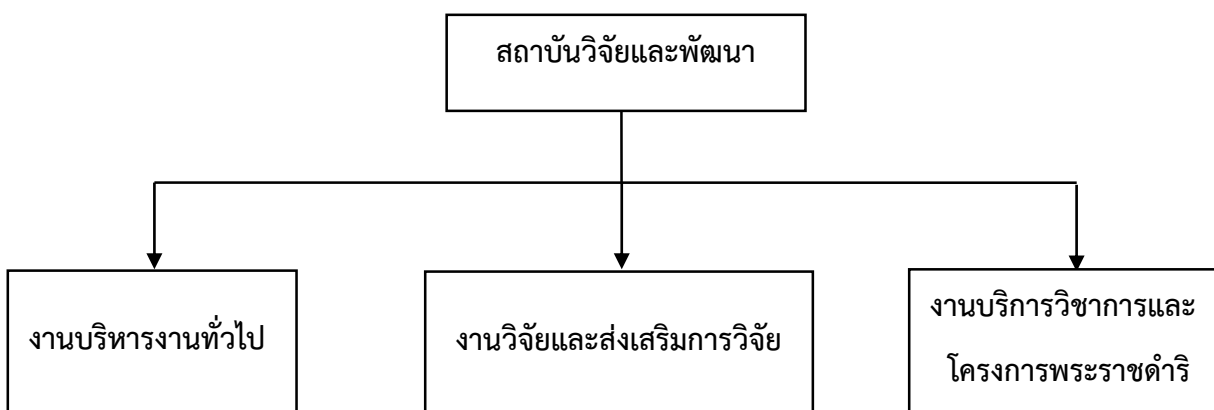 สถาบันวิจัยและพัฒนา
งานบริหารงานทั่วไป
งานวิจัยและส่งเสริมการวิจัย
งานบริการวิชาการและ
โครงการพระราชดำริ